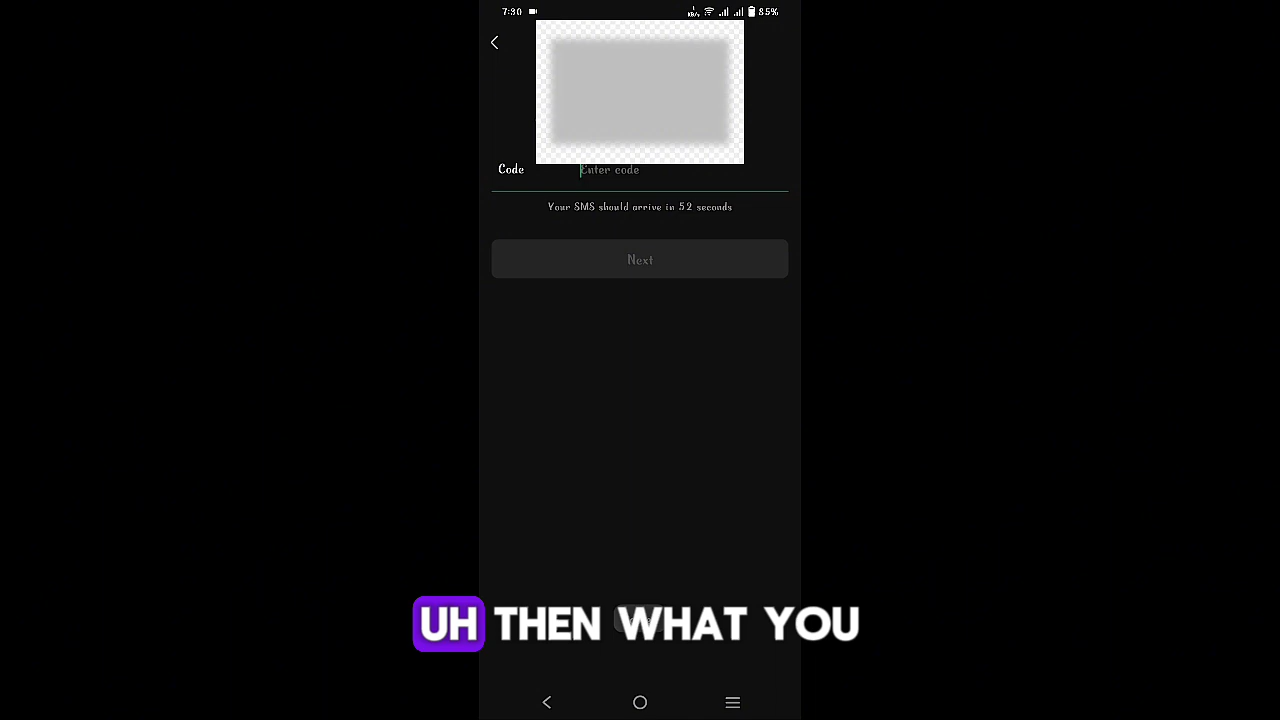 7:30
85%
Code Enter code
Your SMS should arrive in 52 seconds
Next
UH THEN WHAT YOU